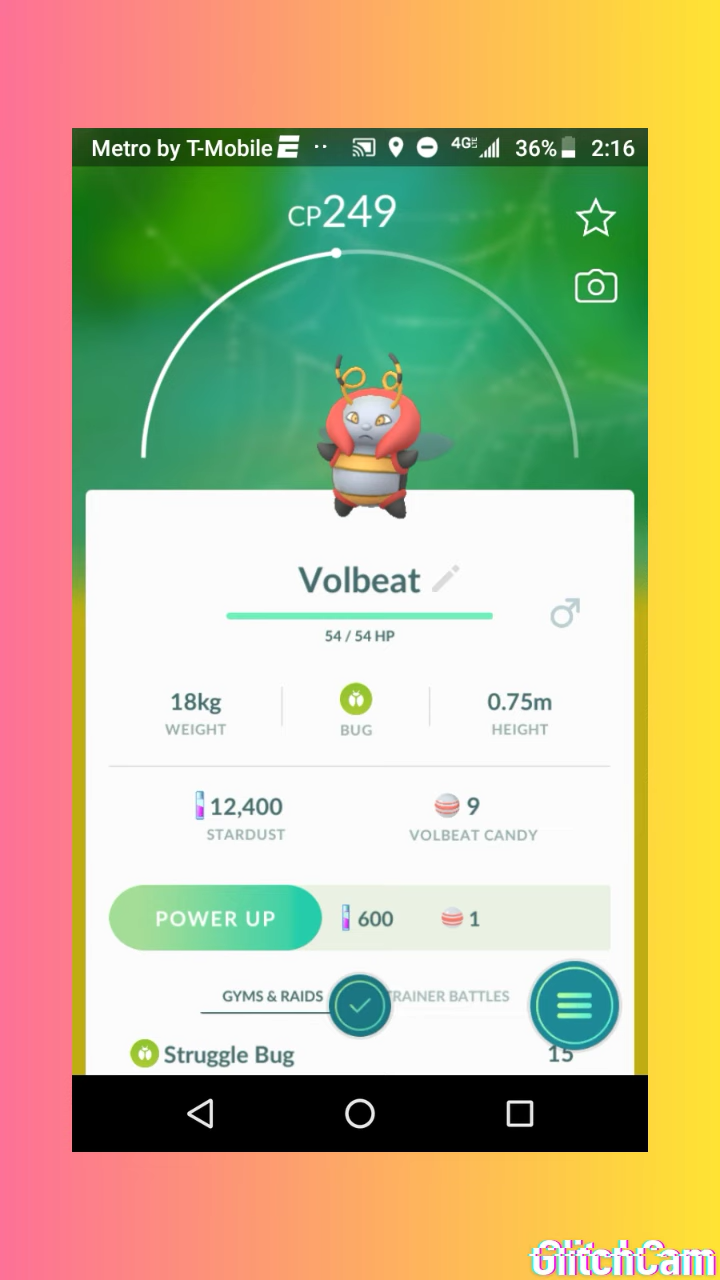 Metro by T-Mobile 4G 36% 2:16
CP249
Volbeat
54 / 54 HP
18kg 0.75m
WEIGHT BUG HEIGHT
12,400 9
STARDUST VOLBEAT CANDY
POWER UP 600 1
GYMS & RAIDS TRAINER BATTLES
Struggle Bug 15
GlitchCam